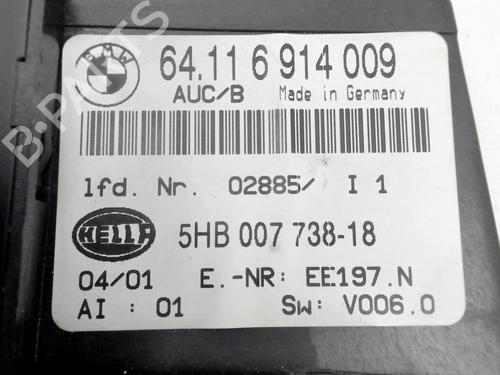 BMW
64.11 6 914 009
AUC/B Made in Germany
lfd. Nr. 02885/ I 1
HELLA
5HB 007 738-18
04/01 E.-NR: EE197.N
AI : 01 SW: V006.0
B-PARTS